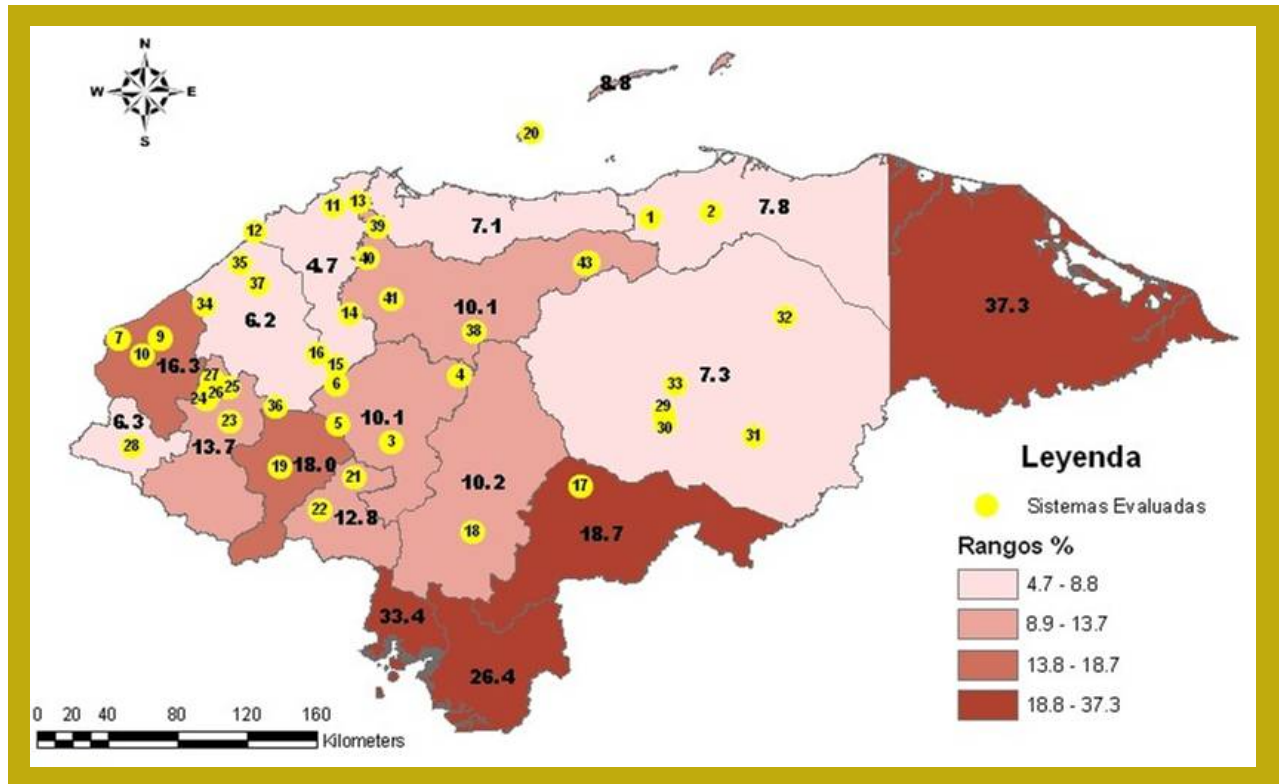 N
W E
S
8.8
20
11 13
1 2 7.8
39 7.1
12
40 43
35 4.7
37
41 10.1 37.3
34 14
6.2 32
7 9 38
10 16.3 16
15
27 4 7.3
25 6 33
24 26
36 29
6.3 23 5 10.1
30 31
28 13.7 3
19 18.0
21 10.2 17
22 12.8
18 18.7
33.4
26.4
Leyenda
Sistemas Evaluadas
Rangos %
4.7 - 8.8
8.9 - 13.7
13.8 - 18.7
18.8 - 37.3
0 20 40 80 120 160
Kilometers